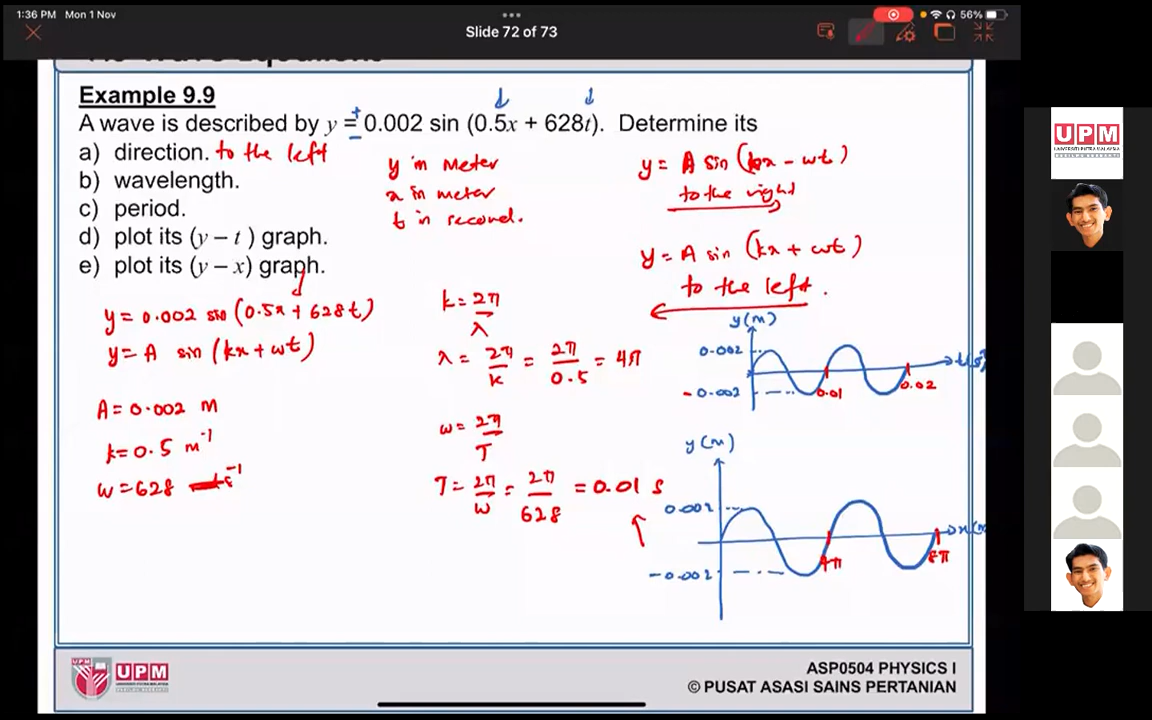 1:36 PM Mon 1 Nov
56%
Slide 72 of 73
Example 9.9
A wave is described by y = 0.002 sin (0.5x + 628t). Determine its
+
a) direction. to the left
b) wavelength.
c) period.
d) plot its (y – t ) graph.
e) plot its (y – x) graph.
y in meter
x in meter
t in second.
y = A sin (kx - ωt)
to the right
y = A sin (kx + ωt)
to the left.
y = 0.002 sin (0.5x + 628t)
y = A sin (kx + ωt)
A = 0.002 m
k = 0.5 m⁻¹
ω = 628 s⁻¹
k = 2π/λ
λ = 2π/k = 2π/0.5 = 4π
ω = 2π/T
T = 2π/ω = 2π/628 = 0.01 s
y(m)
0.002
-0.002
0.01
0.02
y(m)
0.002
-0.002
4π
8π
UPM
UPM
ASP0504 PHYSICS I
© PUSAT ASASI SAINS PERTANIAN
UPM